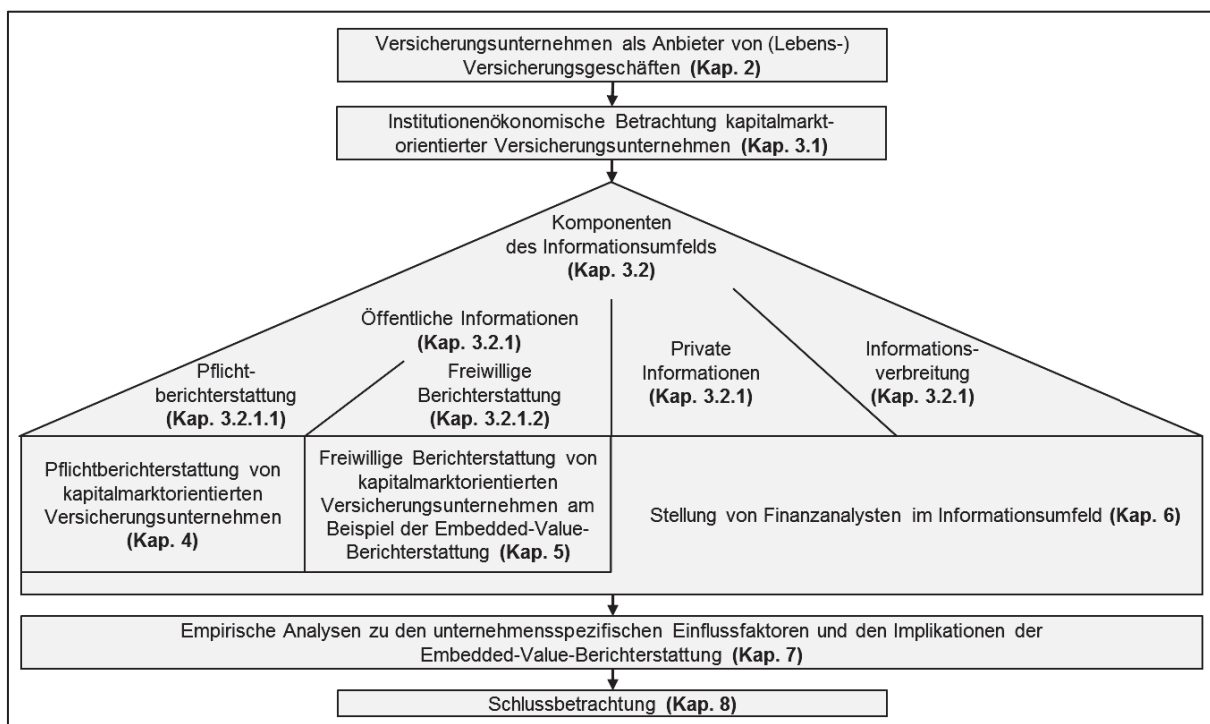 Versicherungsunternehmen als Anbieter von (Lebens-)
Versicherungsgeschäften (Kap. 2)
Institutionenökonomische Betrachtung kapitalmarkt-
orientierter Versicherungsunternehmen (Kap. 3.1)
Komponenten
des Informationsumfelds
(Kap. 3.2)
Öffentliche Informationen
(Kap. 3.2.1)
Pflicht-
berichterstattung
(Kap. 3.2.1.1)
Freiwillige
Berichterstattung
(Kap. 3.2.1.2)
Private
Informationen
(Kap. 3.2.1)
Informations-
verbreitung
(Kap. 3.2.1)
Pflichtberichterstattung von
kapitalmarktorientierten
Versicherungsunternehmen
(Kap. 4)
Freiwillige Berichterstattung von
kapitalmarktorientierten
Versicherungsunternehmen am
Beispiel der Embedded-Value-
Berichterstattung (Kap. 5)
Stellung von Finanzanalysten im Informationsumfeld (Kap. 6)
Empirische Analysen zu den unternehmensspezifischen Einflussfaktoren und den Implikationen der
Embedded-Value-Berichterstattung (Kap. 7)
Schlussbetrachtung (Kap. 8)